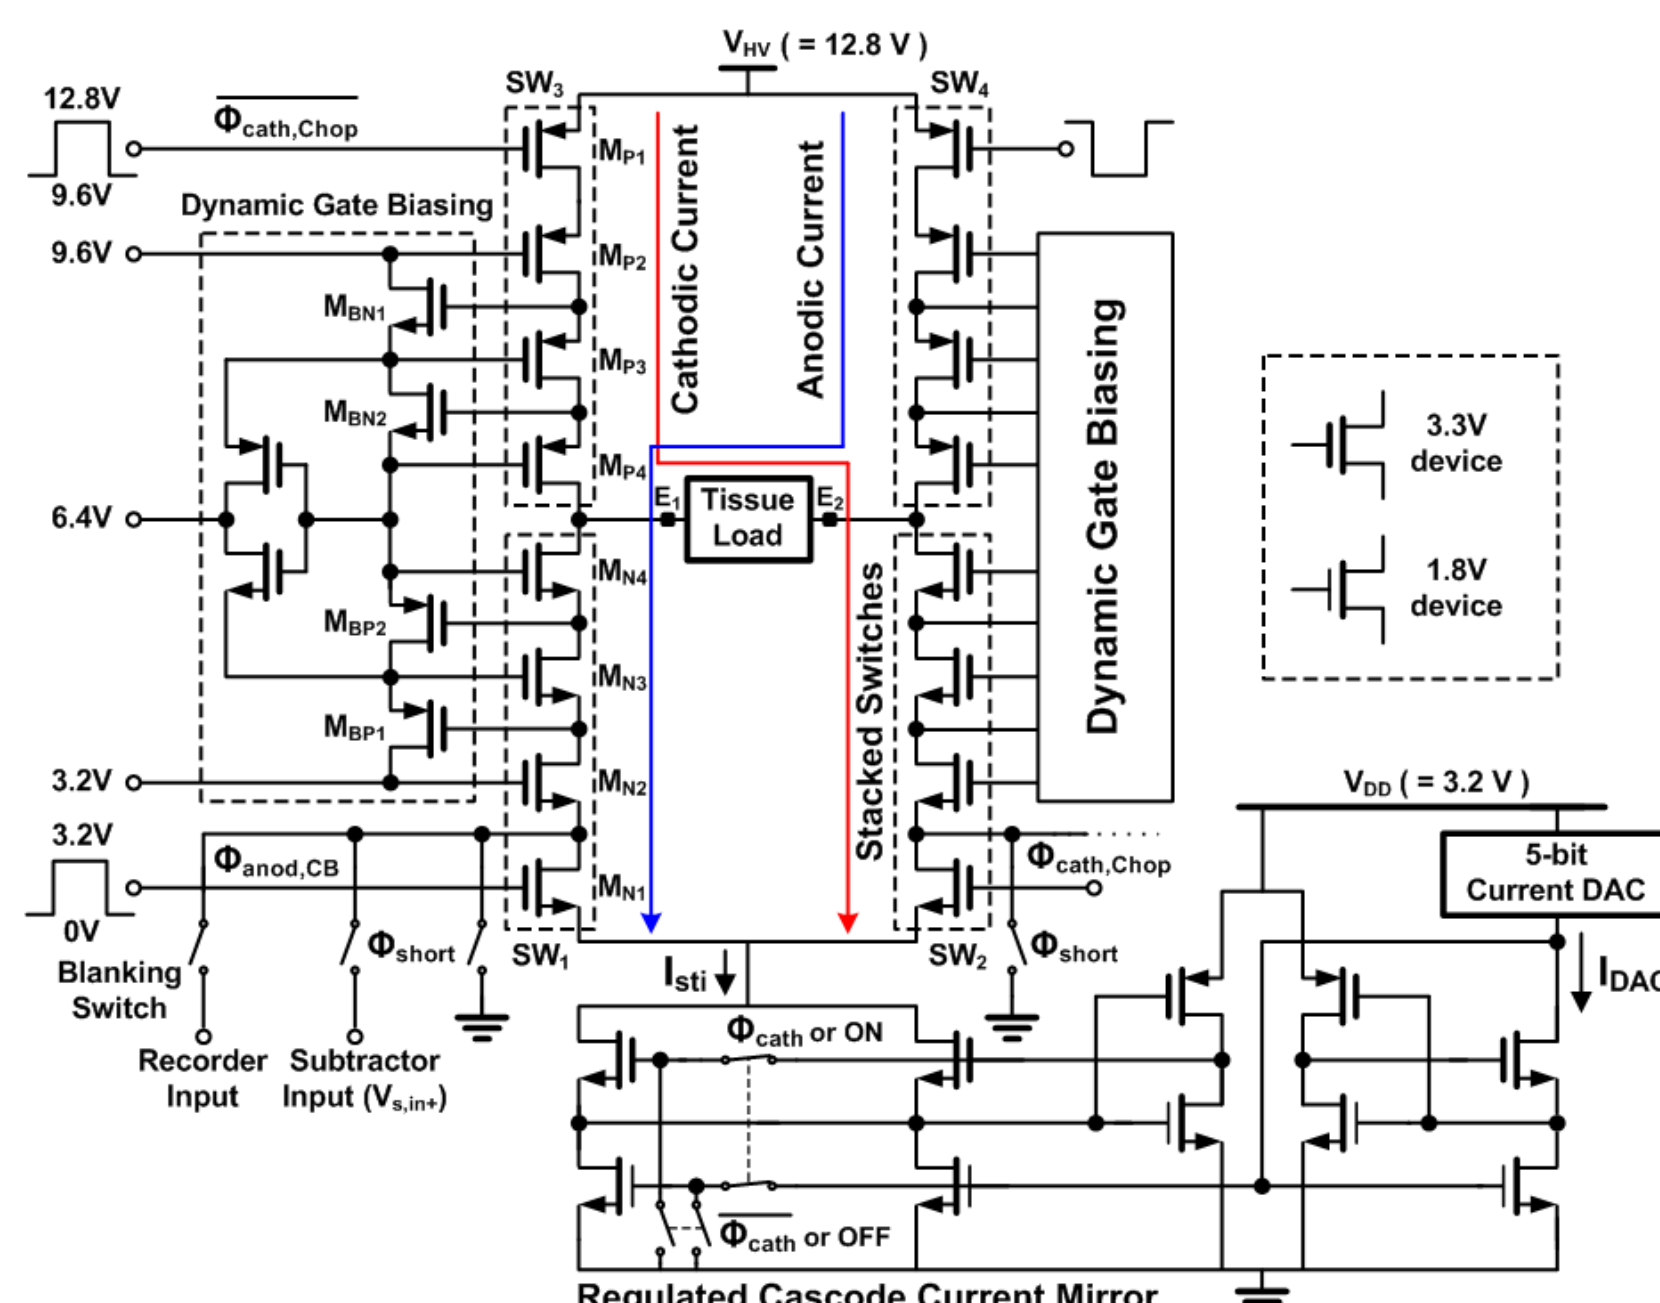 V_HV ( = 12.8 V )
SW3
SW4
12.8V
Φcath,Chop
9.6V
MP1
Dynamic Gate Biasing
9.6V
MP2
MBN1
MP3
MBN2
MP4
6.4V
Cathodic Current
Anodic Current
E1
Tissue
Load
E2
MN4
MBP2
MN3
MBP1
MN2
3.2V
3.2V
Φanod,CB
MN1
0V
Stacked Switches
Dynamic Gate Biasing
3.3V
device
1.8V
device
VDD ( = 3.2 V )
5-bit
Current DAC
Φcath,Chop
Blanking
Switch
Φshort
SW1
Isti
SW2
Φshort
IDAC
Recorder
Input
Subtractor
Input (Vs,in+)
Φcath or ON
Φcath or OFF
Regulated Cascode Current Mirror